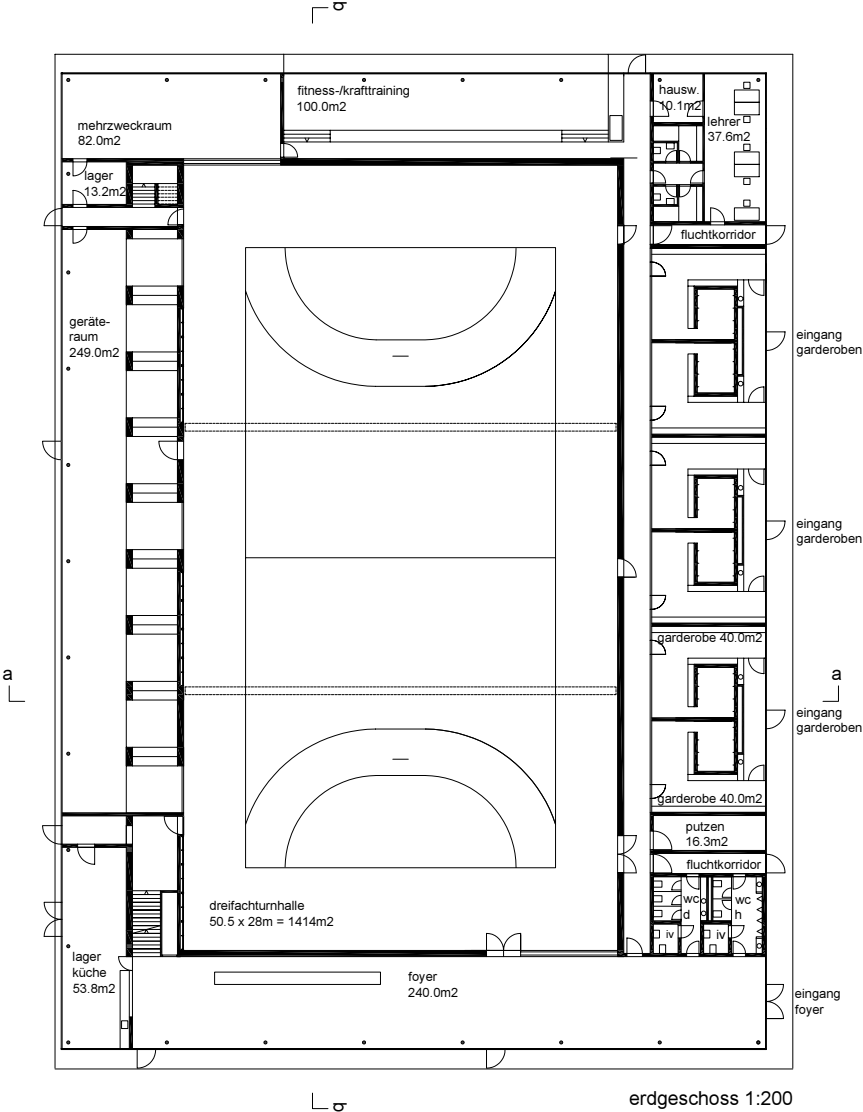 b
fitness-/krafttraining
100.0m2
hausw.
10.1m2
mehrzweckraum
82.0m2
lehrer
37.6m2
lager
13.2m2
fluchtkorridor
geräte-
raum
249.0m2
eingang
garderoben
eingang
garderoben
garderobe 40.0m2
a
a
eingang
garderoben
garderobe 40.0m2
putzen
16.3m2
fluchtkorridor
dreifachturnhalle
50.5 x 28m = 1414m2
wc
d
wc
h
iv
iv
lager
küche
53.8m2
foyer
240.0m2
eingang
foyer
b
erdgeschoss 1:200